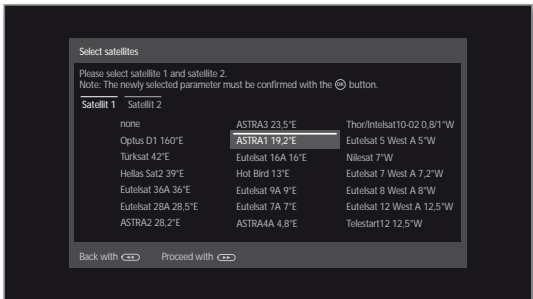 Select satellites
Please select satellite 1 and satellite 2.
Note: The newly selected parameter must be confirmed with the OK button.
Satellit 1 Satellit 2
none ASTRA3 23,5°E Thor/Intelsat10-02 0,8/1°W
Optus D1 160°E ASTRA1 19,2°E Eutelsat 5 West A 5°W
Türksat 42°E Eutelsat 16A 16°E Nilesat 7°W
Hellas Sat2 39°E Hot Bird 13°E Eutelsat 7 West A 7,2°W
Eutelsat 36A 36°E Eutelsat 9A 9°E Eutelsat 8 West A 8°W
Eutelsat 28A 28,5°E Eutelsat 7A 7°E Eutelsat 12 West A 12,5°W
ASTRA2 28,2°E ASTRA4A 4,8°E Telestart12 12,5°W
Back with Proceed with